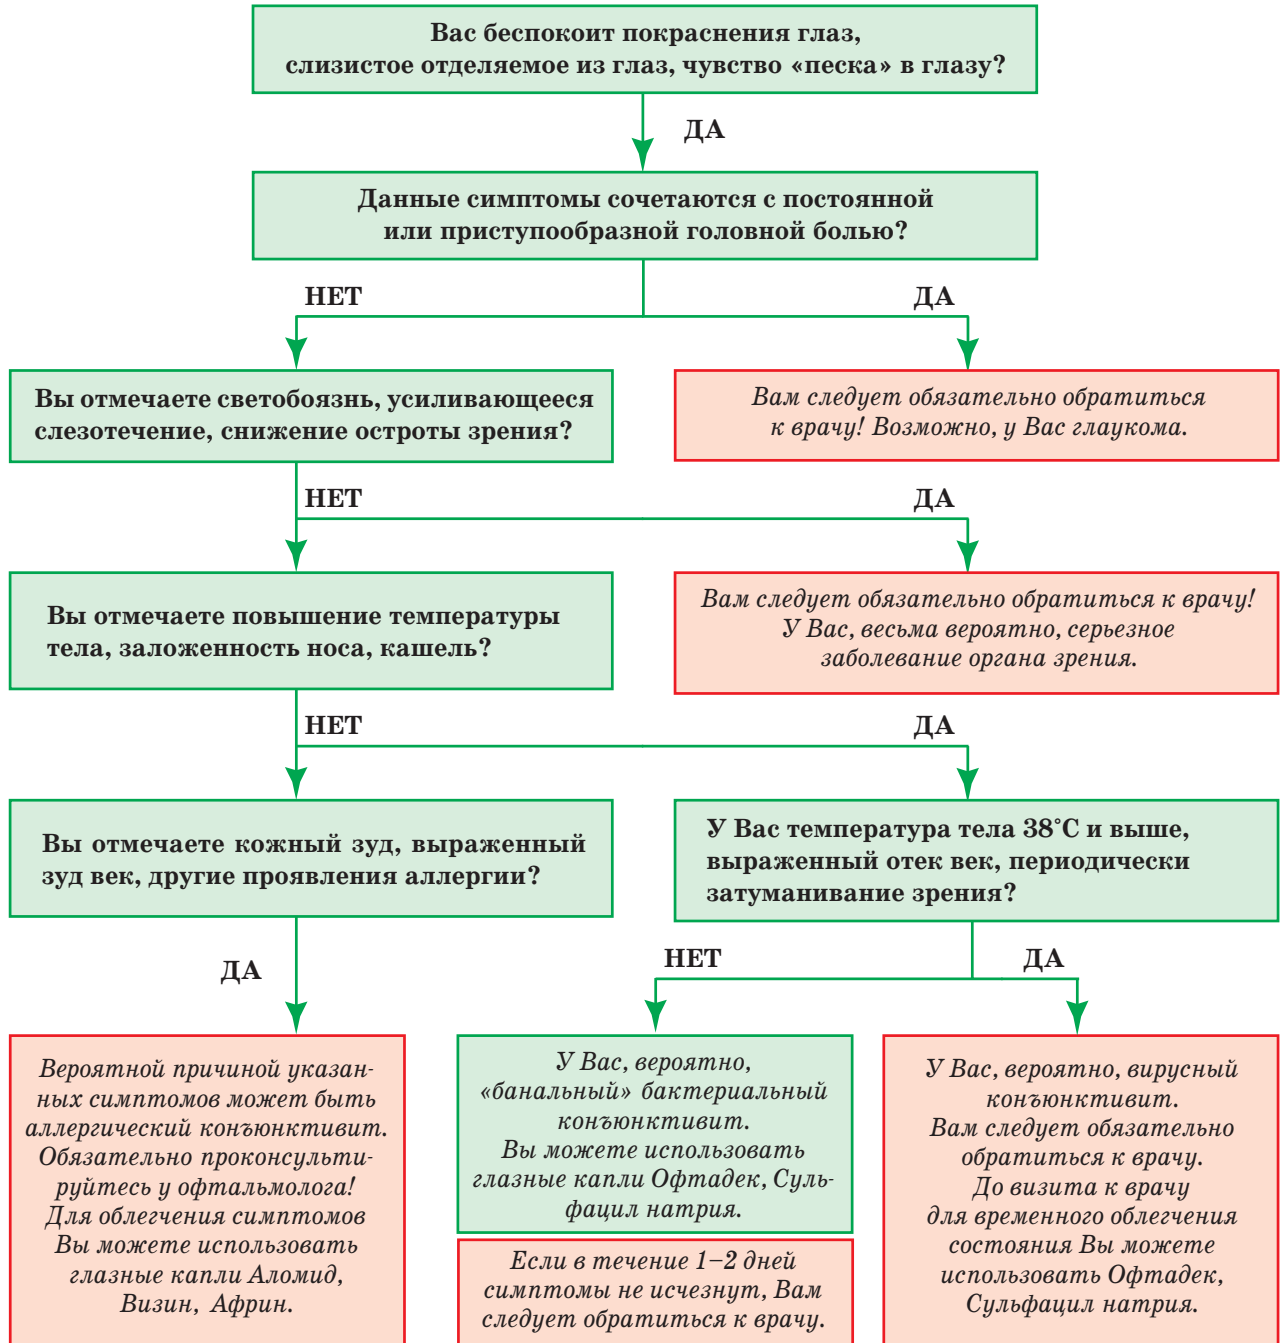 Вас беспокоит покраснения глаз,
слизистое отделяемое из глаз, чувство «песка» в глазу?
ДА
Данные симптомы сочетаются с постоянной
или приступообразной головной болью?
НЕТ
ДА
Вы отмечаете светобоязнь, усиливающееся
слезотечение, снижение остроты зрения?
Вам следует обязательно обратиться
к врачу! Возможно, у Вас глаукома.
НЕТ
ДА
Вы отмечаете повышение температуры
тела, заложенность носа, кашель?
Вам следует обязательно обратиться к врачу!
У Вас, весьма вероятно, серьезное
заболевание органа зрения.
НЕТ
ДА
Вы отмечаете кожный зуд, выраженный
зуд век, другие проявления аллергии?
У Вас температура тела 38°С и выше,
выраженный отек век, периодически
затуманивание зрения?
ДА
НЕТ
ДА
Вероятной причиной указан-
ных симптомов может быть
аллергический конъюнктивит.
Обязательно проконсульти-
руйтесь у офтальмолога!
Для облегчения симптомов
Вы можете использовать
глазные капли Аломид,
Визин, Африн.
У Вас, вероятно,
«банальный» бактериальный
конъюнктивит.
Вы можете использовать
глазные капли Офтадек, Суль-
фацил натрия.
Если в течение 1–2 дней
симптомы не исчезнут, Вам
следует обратиться к врачу.
У Вас, вероятно, вирусный
конъюнктивит.
Вам следует обязательно
обратиться к врачу.
До визита к врачу
для временного облегчения
состояния Вы можете
использовать Офтадек,
Сульфацил натрия.